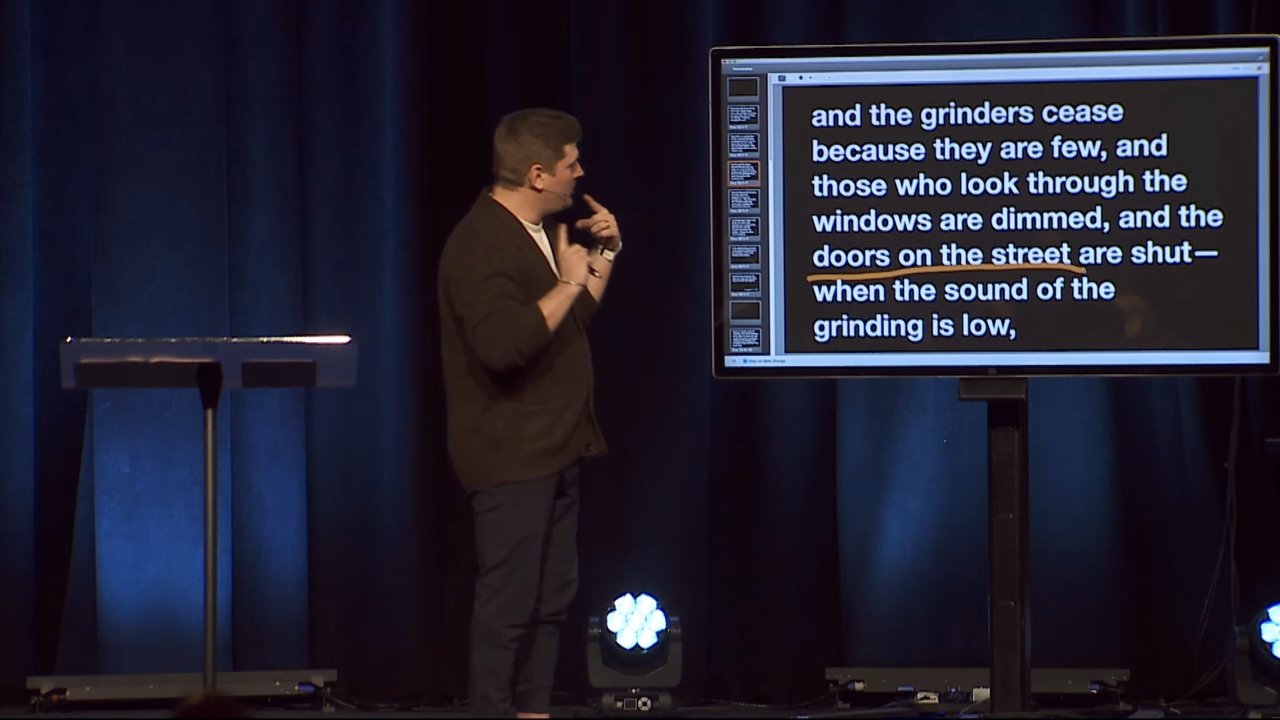 and the grinders cease
because they are few, and
those who look through the
windows are dimmed, and the
doors on the street are shut—
when the sound of the
grinding is low,